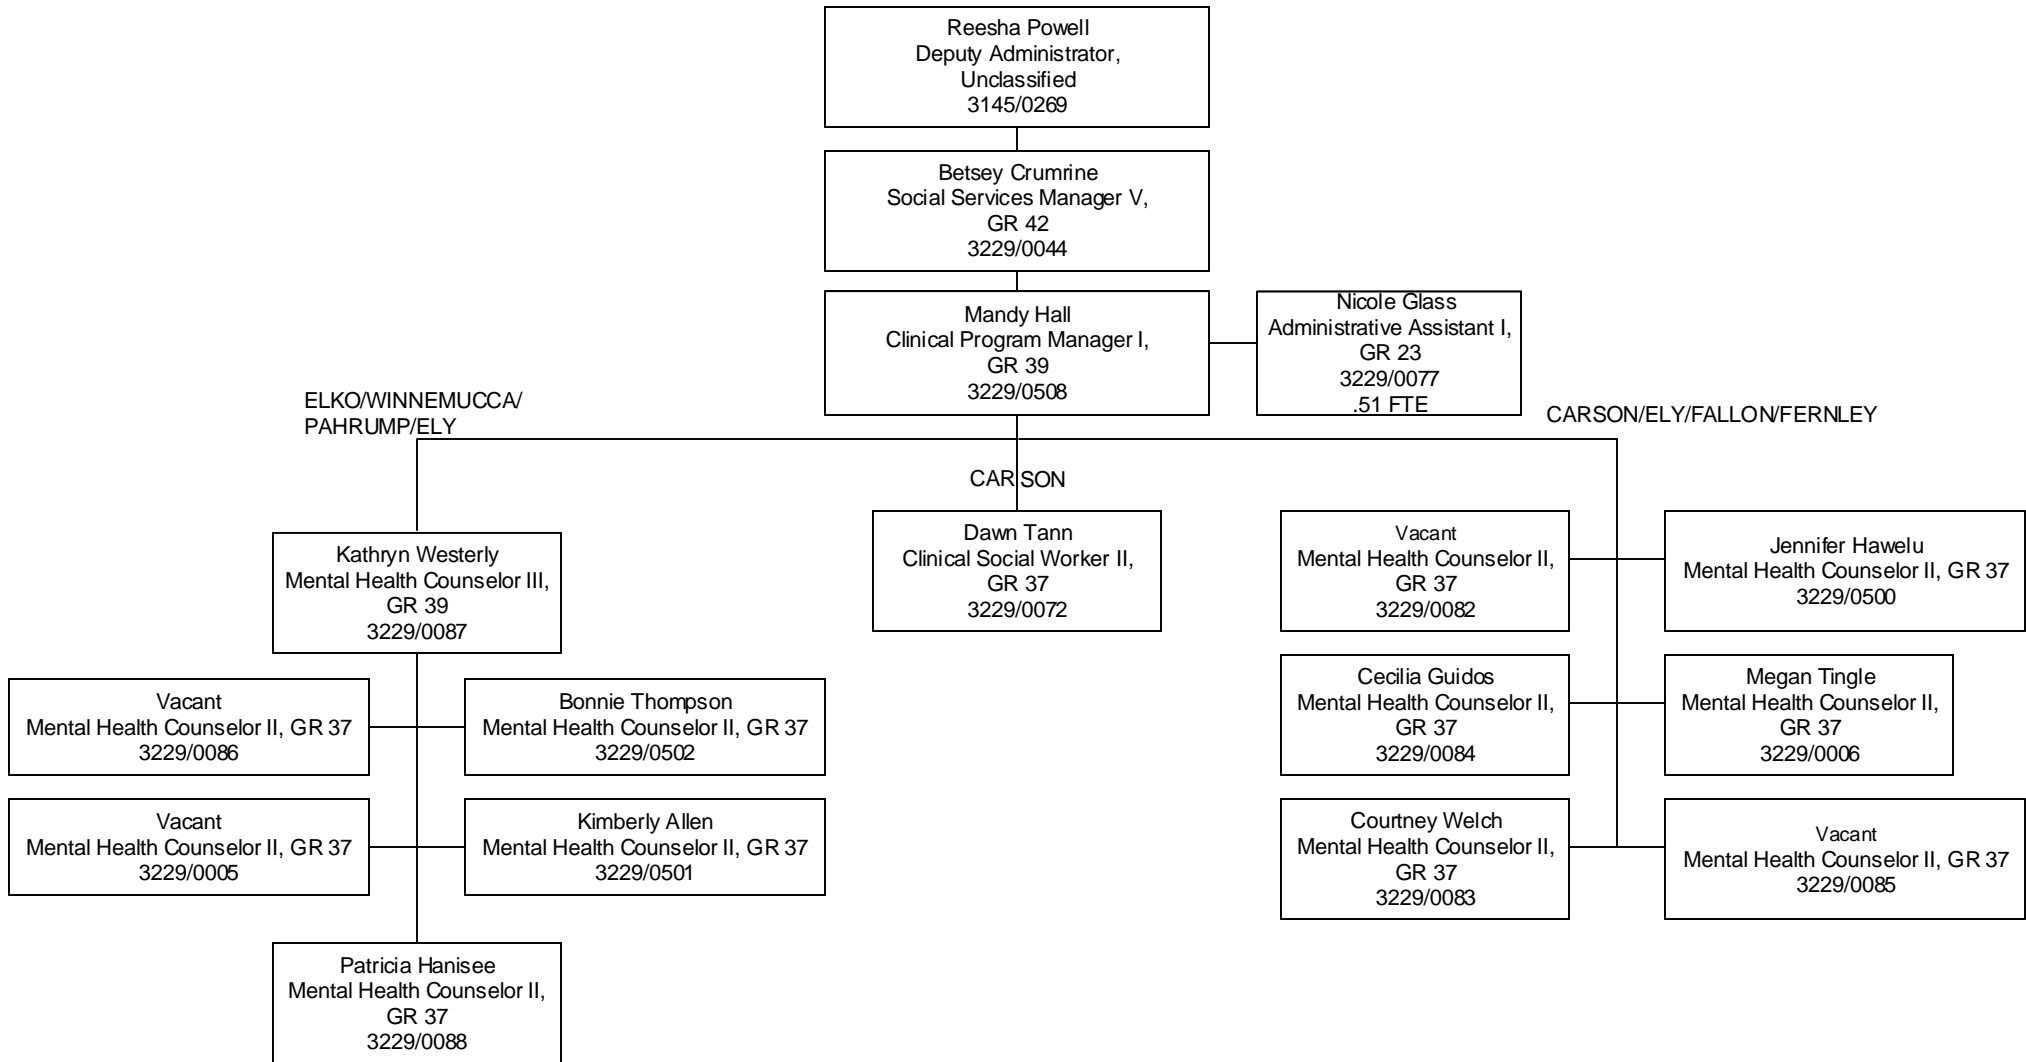 Reesha Powell
Deputy Administrator,
Unclassified
3145/0269
Betsey Crumrine
Social Services Manager V,
GR 42
3229/0044
Mandy Hall
Clinical Program Manager I,
GR 39
3229/0508
Nicole Glass
Administrative Assistant I,
GR 23
3229/0077
.51 FTE
ELKO/WINNEMUCCA/
PAHRUMP/ELY
CARSON
CARSON/ELY/FALLON/FERNLEY
Kathryn Westerly
Mental Health Counselor III,
GR 39
3229/0087
Dawn Tann
Clinical Social Worker II,
GR 37
3229/0072
Vacant
Mental Health Counselor II,
GR 37
3229/0082
Jennifer Hawelu
Mental Health Counselor II, GR 37
3229/0500
Vacant
Mental Health Counselor II, GR 37
3229/0086
Bonnie Thompson
Mental Health Counselor II, GR 37
3229/0502
Cecilia Guidos
Mental Health Counselor II,
GR 37
3229/0084
Megan Tingle
Mental Health Counselor II,
GR 37
3229/0006
Vacant
Mental Health Counselor II, GR 37
3229/0005
Kimberly Allen
Mental Health Counselor II, GR 37
3229/0501
Courtney Welch
Mental Health Counselor II,
GR 37
3229/0083
Vacant
Mental Health Counselor II, GR 37
3229/0085
Patricia Hanisee
Mental Health Counselor II,
GR 37
3229/0088